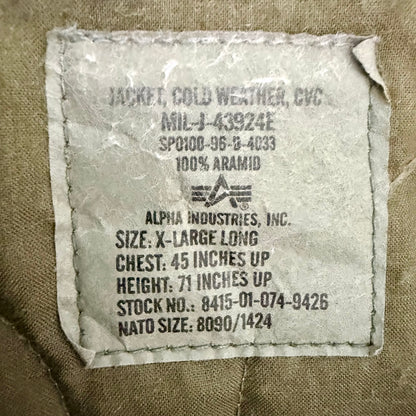 JACKET, COLD WEATHER, CVC
MIL-J-43924E
SPO100-96-D-4033
100% ARAMID
ALPHA INDUSTRIES, INC.
SIZE: X-LARGE LONG
CHEST: 45 INCHES UP
HEIGHT: 71 INCHES UP
STOCK NO.: 8415-01-074-9426
NATO SIZE: 8090/1424